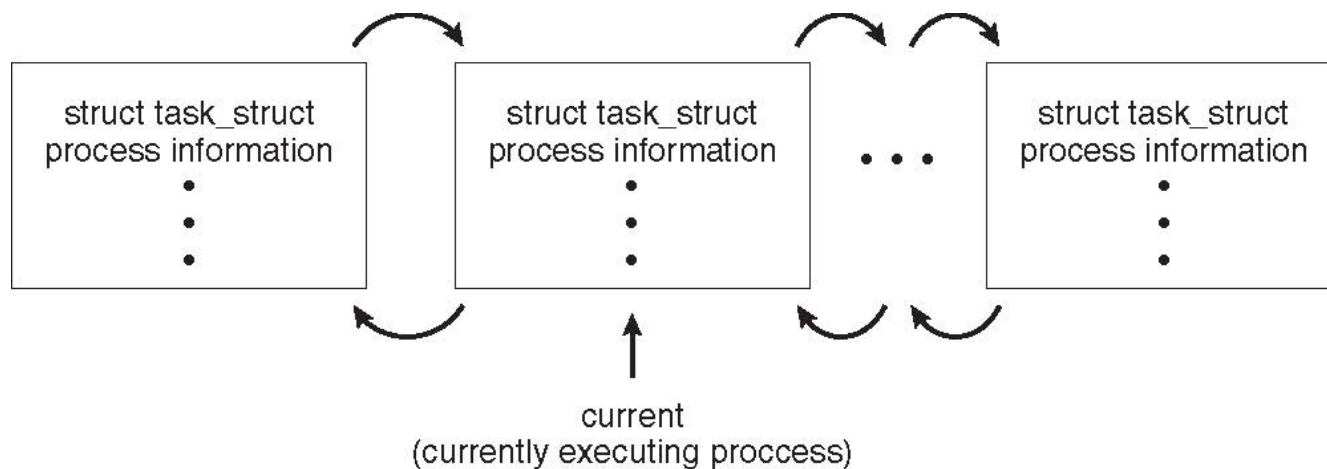 struct task_struct
process information
struct task_struct
process information
struct task_struct
process information
current
(currently executing proccess)